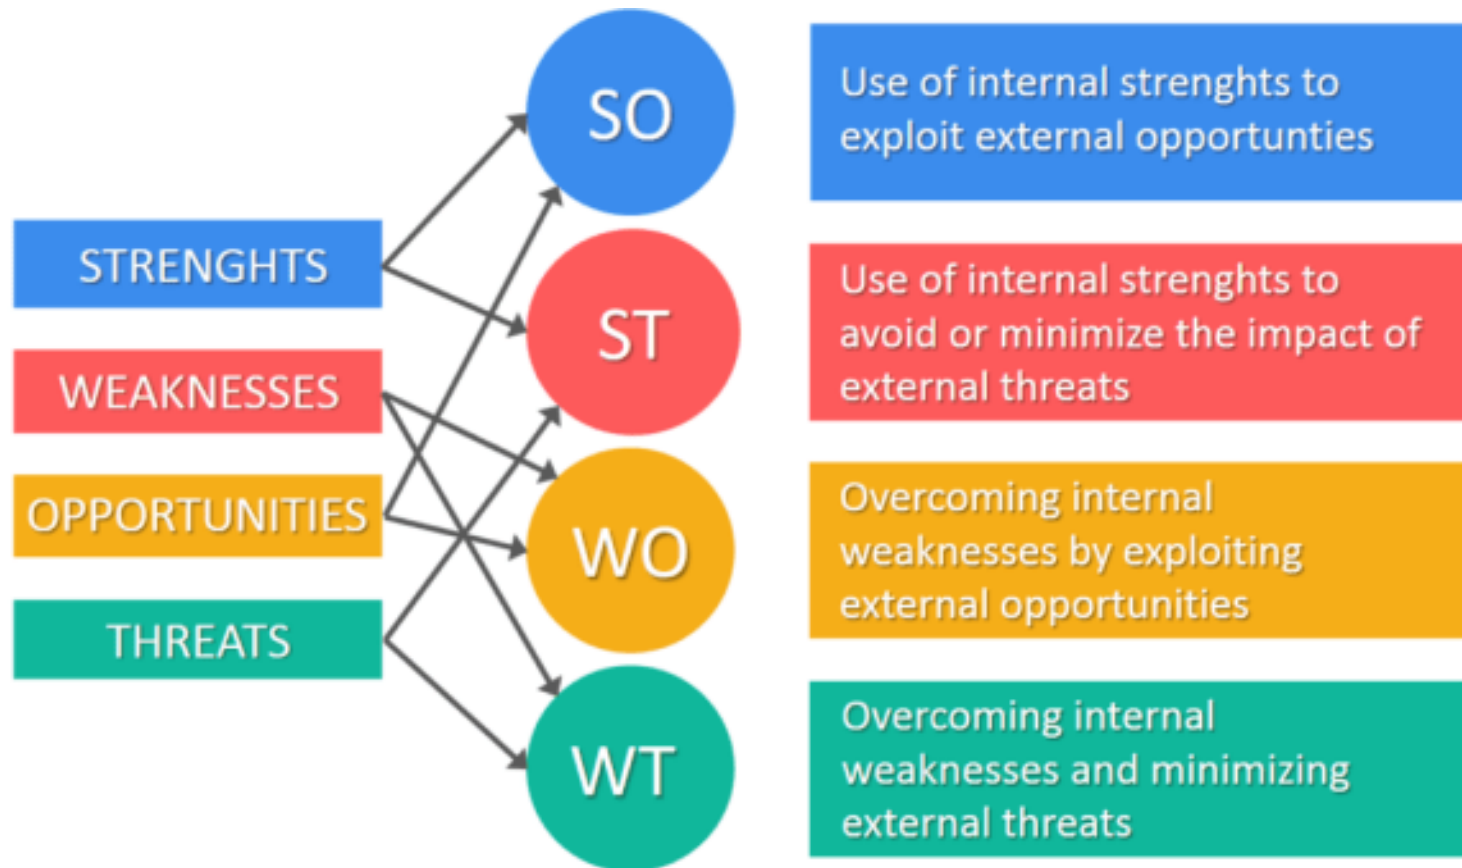 STRENGHTS
WEAKNESSES
OPPORTUNITIES
THREATS
SO
Use of internal strenghts to
exploit external opportunties
ST
Use of internal strenghts to
avoid or minimize the impact of
external threats
WO
Overcoming internal
weaknesses by exploiting
external opportunities
WT
Overcoming internal
weaknesses and minimizing
external threats